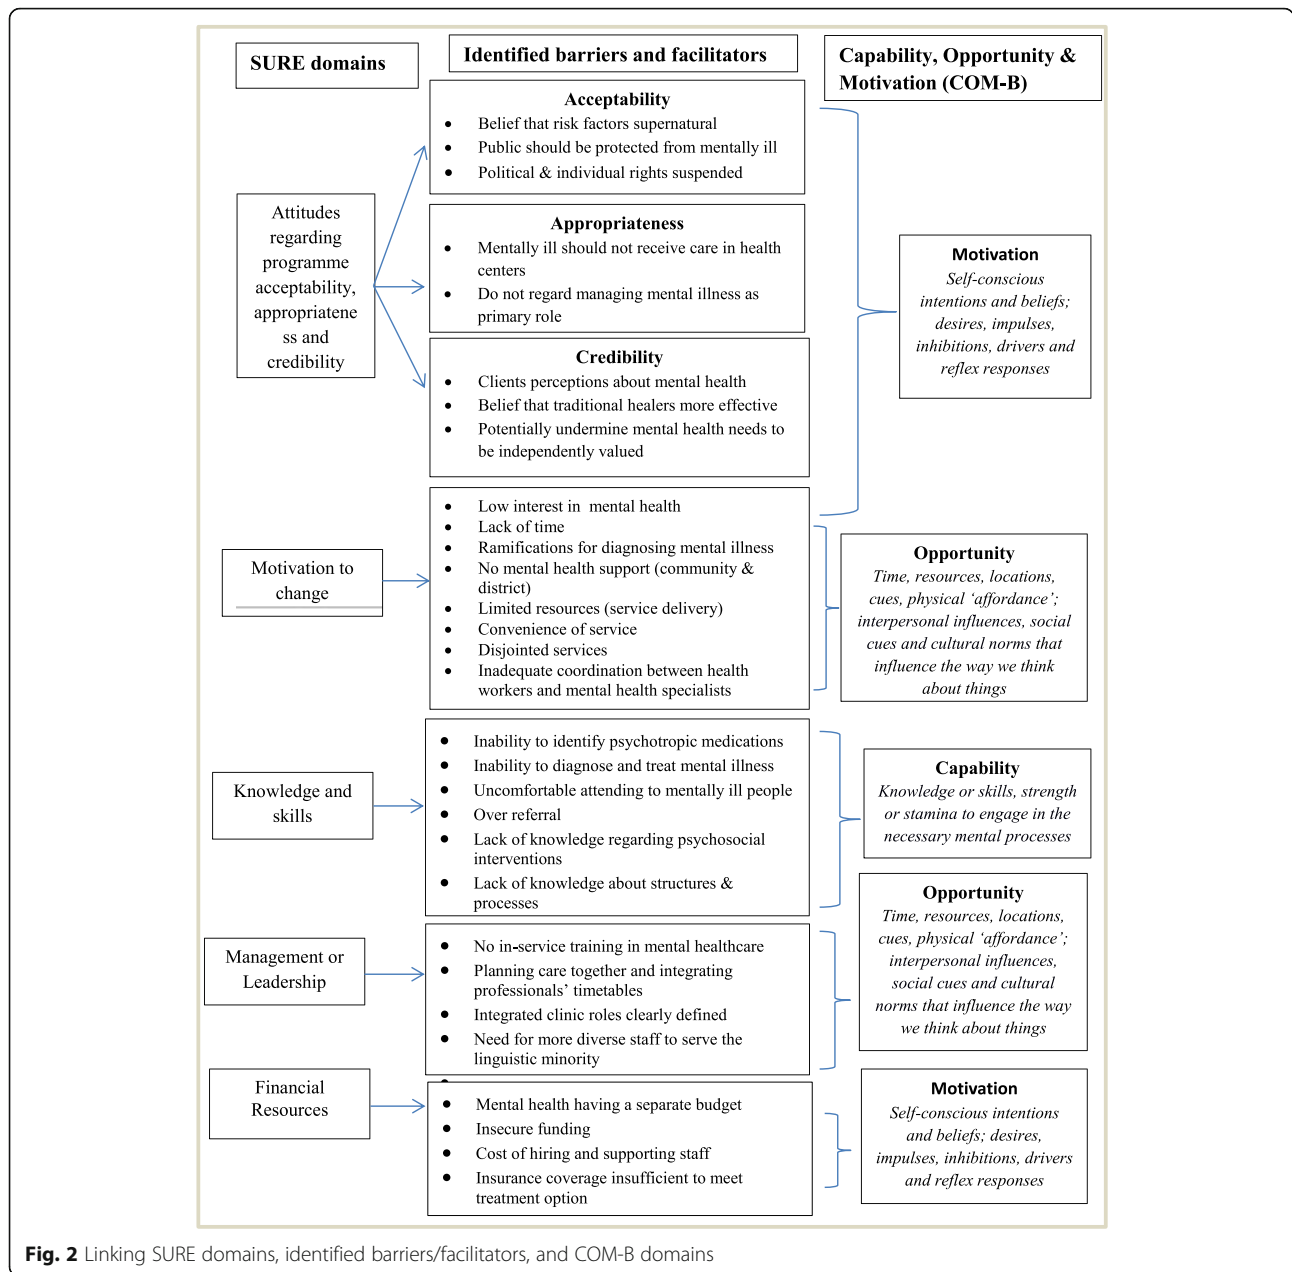 SURE domains
Identified barriers and facilitators
Capability, Opportunity &
Motivation (COM-B)
Attitudes
regarding
programme
acceptability,
appropriatene
ss and
credibility
Acceptability
• Belief that risk factors supernatural
• Public should be protected from mentally ill
• Political & individual rights suspended
Appropriateness
• Mentally ill should not receive care in health
centers
• Do not regard managing mental illness as
primary role
Credibility
• Clients perceptions about mental health
• Belief that traditional healers more effective
• Potentially undermine mental health needs to
be independently valued
Motivation
Self-conscious
intentions and beliefs;
desires, impulses,
inhibitions, drivers and
reflex responses
Motivation to
change
• Low interest in mental health
• Lack of time
• Ramifications for diagnosing mental illness
• No mental health support (community &
district)
• Limited resources (service delivery)
• Convenience of service
• Disjointed services
• Inadequate coordination between health
workers and mental health specialists
Opportunity
Time, resources, locations,
cues, physical ‘affordance’;
interpersonal influences, social
cues and cultural norms that
influence the way we think
about things
Knowledge and
skills
• Inability to identify psychotropic medications
• Inability to diagnose and treat mental illness
• Uncomfortable attending to mentally ill people
• Over referral
• Lack of knowledge regarding psychosocial
interventions
• Lack of knowledge about structures &
processes
Capability
Knowledge or skills, strength
or stamina to engage in the
necessary mental processes
Management or
Leadership
• No in-service training in mental healthcare
• Planning care together and integrating
professionals’ timetables
• Integrated clinic roles clearly defined
• Need for more diverse staff to serve the
linguistic minority
Opportunity
Time, resources, locations,
cues, physical ‘affordance’;
interpersonal influences,
social cues and cultural
norms that influence the way
we think about things
Financial
Resources
• Mental health having a separate budget
• Insecure funding
• Cost of hiring and supporting staff
• Insurance coverage insufficient to meet
treatment option
Motivation
Self-conscious intentions
and beliefs; desires,
impulses, inhibitions, drivers
and reflex responses
Fig. 2 Linking SURE domains, identified barriers/facilitators, and COM-B domains